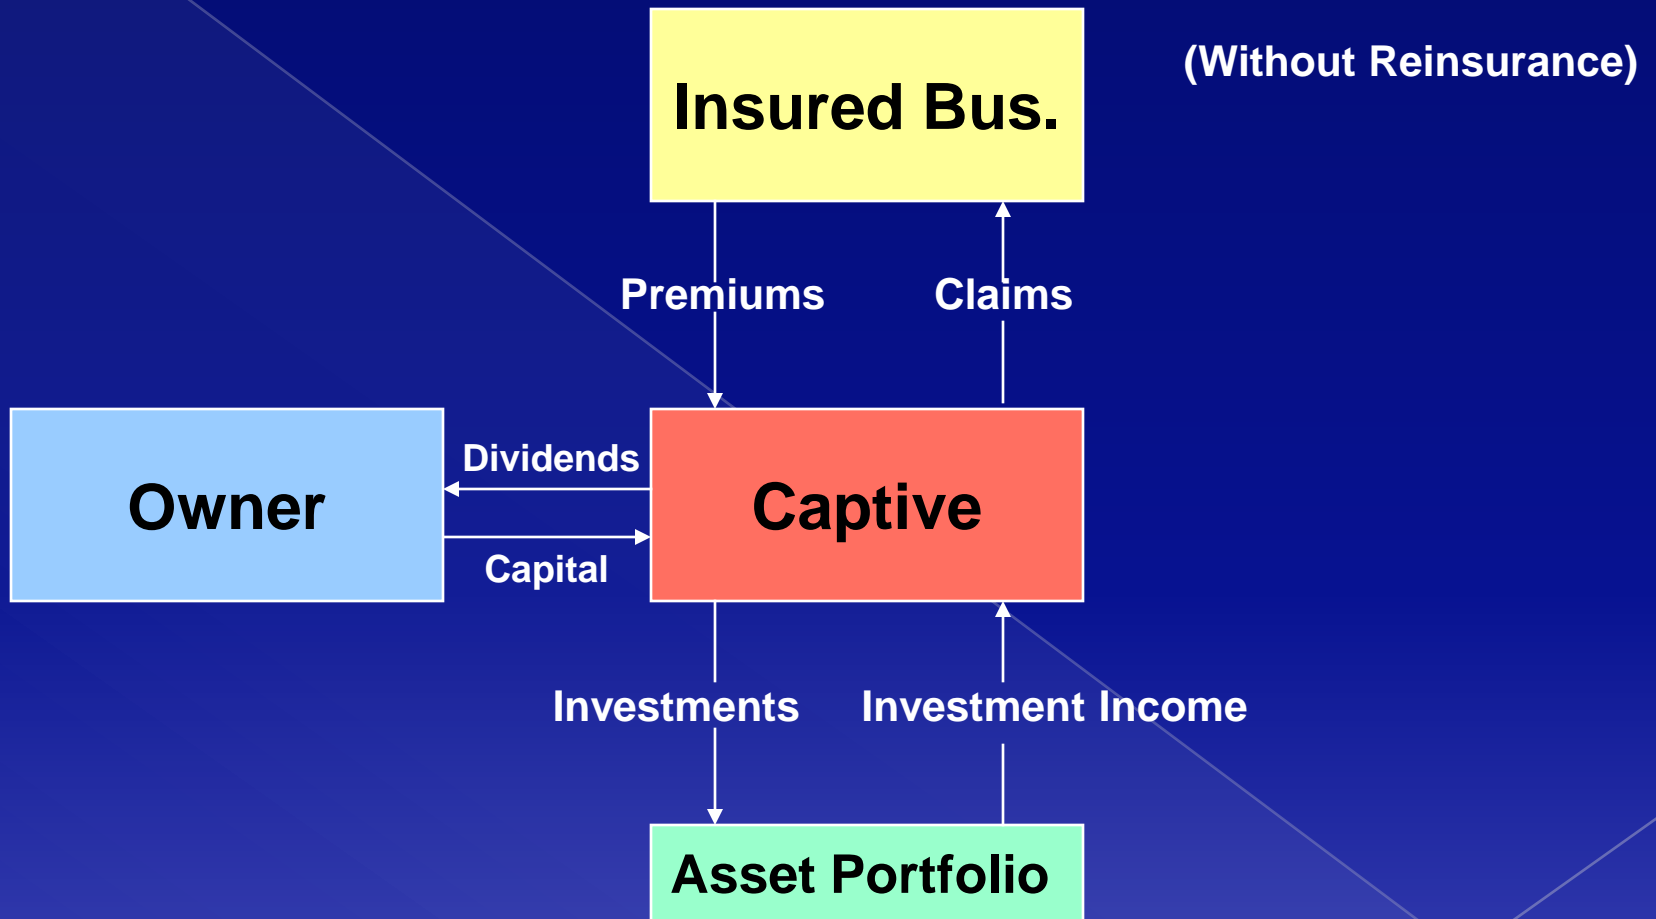 (Without Reinsurance)
Insured Bus.
Premiums
Claims
Owner
Dividends
Capital
Captive
Investments
Investment Income
Asset Portfolio